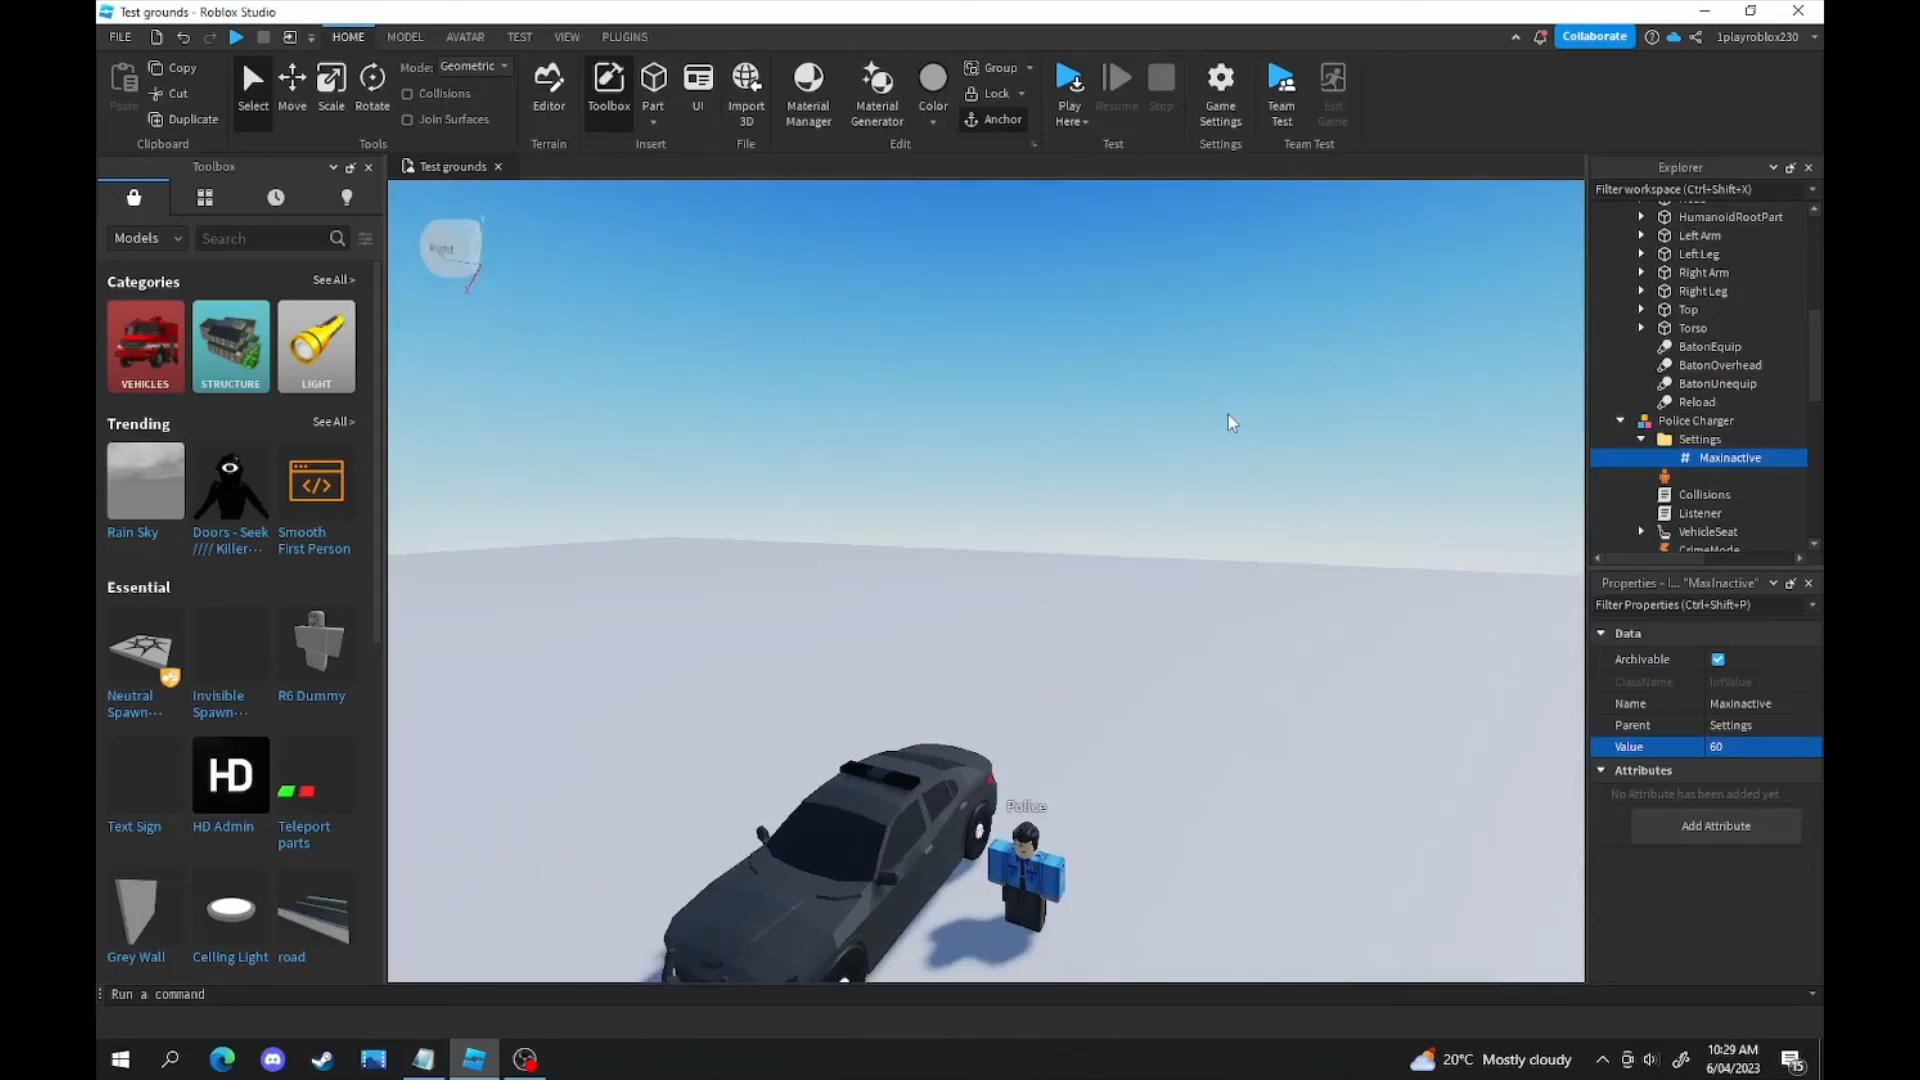 Test grounds - Roblox Studio
FILE HOME MODEL AVATAR TEST VIEW PLUGINS Collaborate 1playroblox230
Paste Copy Cut Duplicate
Clipboard
Select Move Scale Rotate
Mode: Geometric
Collisions
Join Surfaces
Tools
Editor
Terrain
Toolbox Part UI
Insert
Import
3D
File
Material
Manager
Material
Generator
Color
Group
Lock
Anchor
Edit
Play
Here
Resume Stop
Test
Game
Settings
Settings
Team
Test
Exit
Game
Team Test
Toolbox
Models Search
Categories See All >
VEHICLES STRUCTURE LIGHT
Trending See All >
Rain Sky
Doors - Seek
//// Killer...
Smooth
First Person
Essential
Neutral
Spawn...
Invisible
Spawn...
R6 Dummy
HD
Text Sign
HD Admin
Teleport
parts
Grey Wall
Ceiling Light
road
Test grounds
Right
Y
X
Police
Explorer
Filter workspace (Ctrl+Shift+X)
HumanoidRootPart
Left Arm
Left Leg
Right Arm
Right Leg
Top
Torso
BatonEquip
BatonOverhead
BatonUnequip
Reload
Police Charger
Settings
# MaxInactive
Collisions
Listener
VehicleSeat
CrimeMode
Properties - I... "MaxInactive"
Filter Properties (Ctrl+Shift+P)
Data
Archivable
ClassName IntValue
Name MaxInactive
Parent Settings
Value 60
Attributes
No Attribute has been added yet
Add Attribute
Run a command
20°C Mostly cloudy
10:29 AM
6/04/2023
15